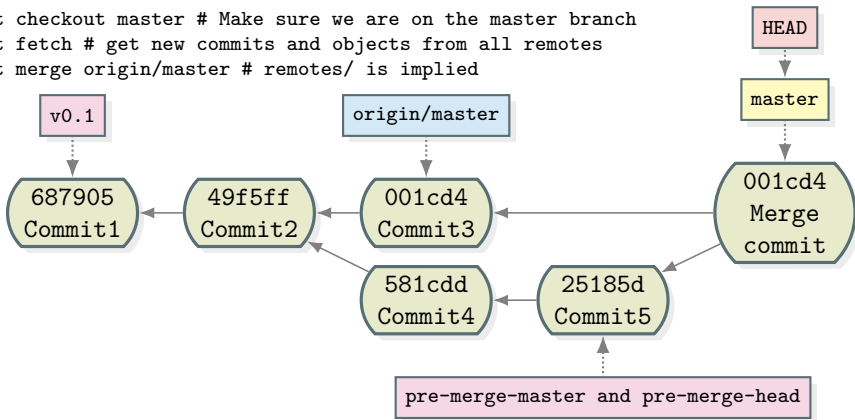 t checkout master # Make sure we are on the master branch
t fetch # get new commits and objects from all remotes
t merge origin/master # remotes/ is implied
HEAD
master
v0.1
origin/master
687905
Commit1
49f5ff
Commit2
001cd4
Commit3
001cd4
Merge
commit
581cdd
Commit4
25185d
Commit5
pre-merge-master and pre-merge-head